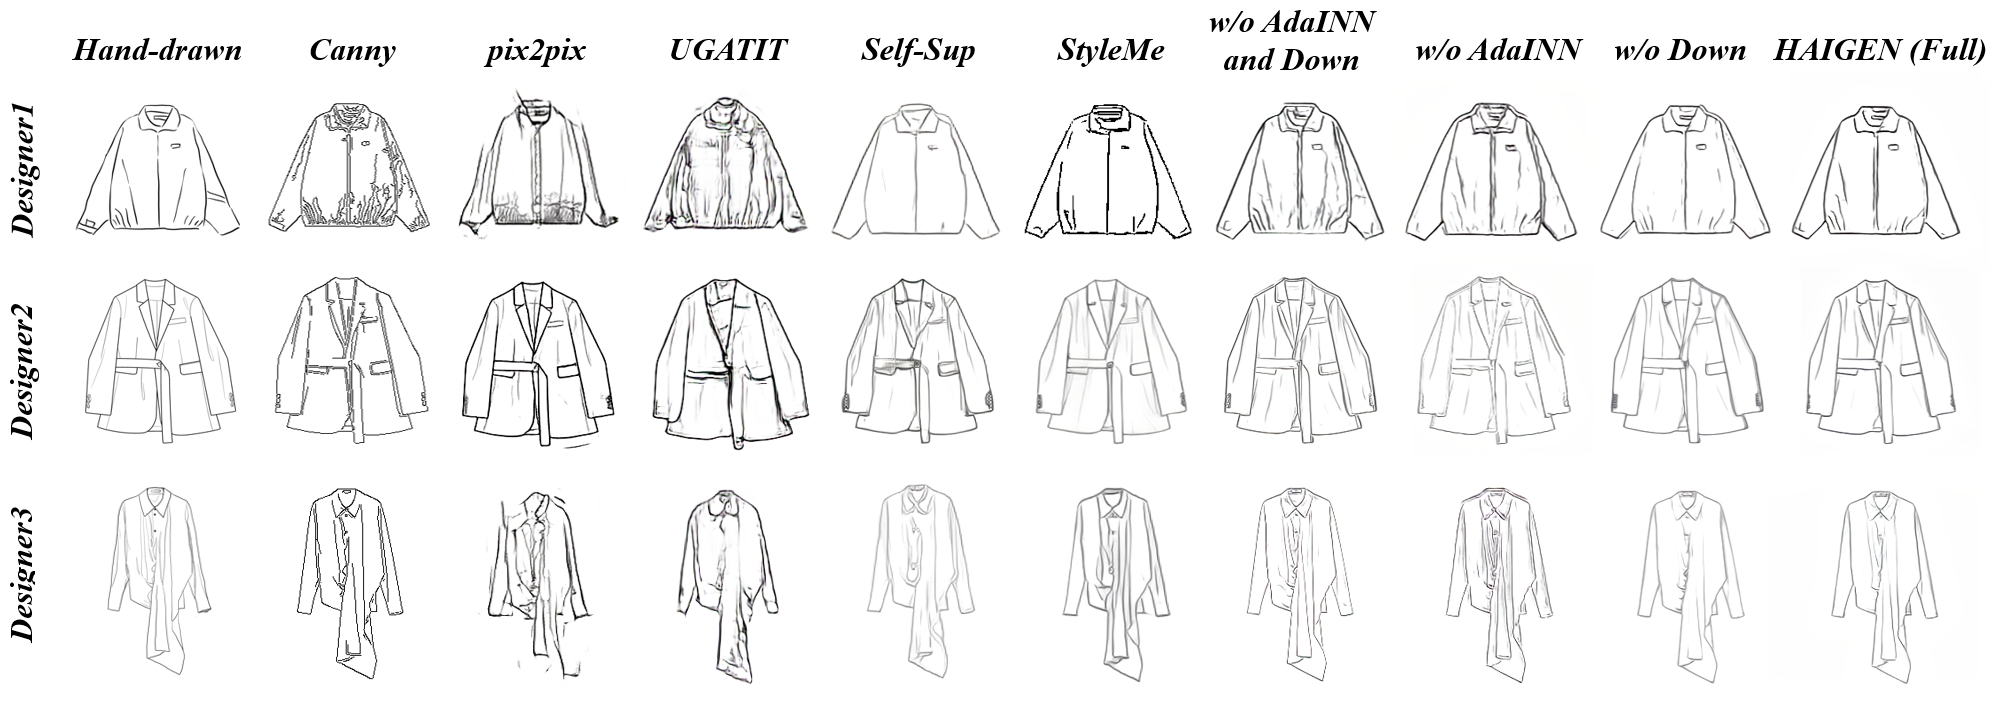 Hand-drawn
Canny
pix2pix
UGATIT
Self-Sup
StyleMe
w/o AdaINN
and Down
w/o AdaINN
w/o Down
HAIGEN (Full)
Designer1
Designer2
Designer3